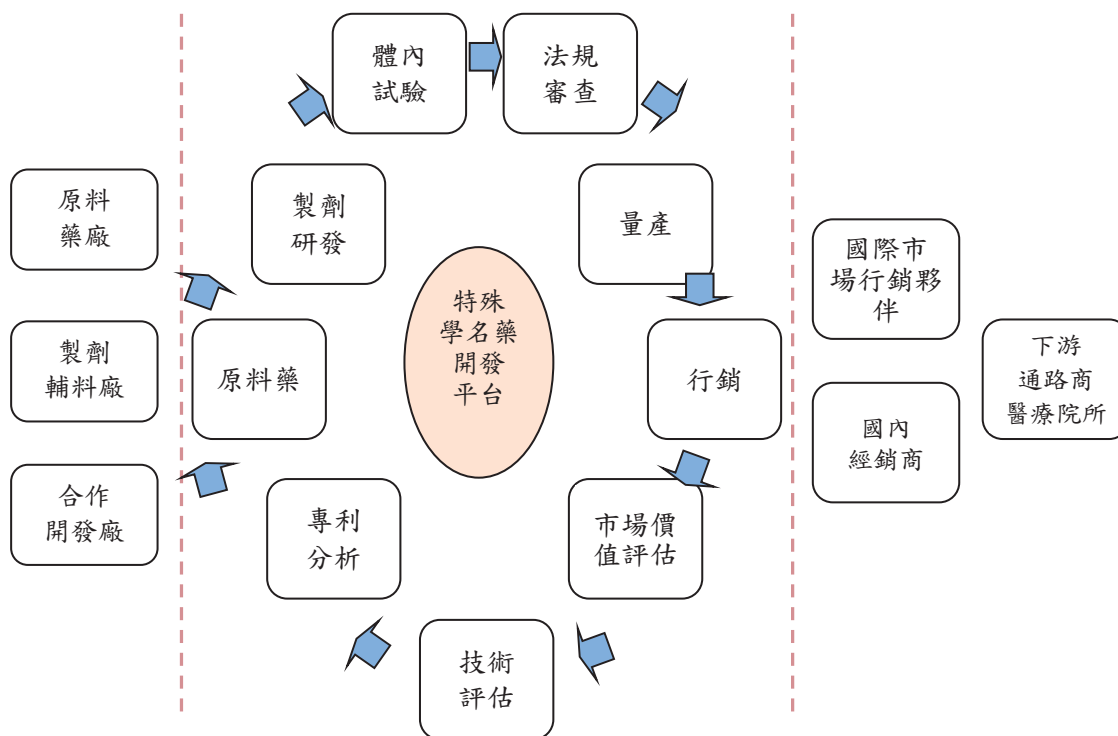 體內
試驗
法規
審查
原料
藥廠
製劑
研發
量產
國際市
場行銷夥
伴
特殊
學名藥
開發
平台
製劑
輔料廠
原料藥
行銷
下游
通路商
醫療院所
國內
經銷商
合作
開發廠
專利
分析
市場價
值評估
技術
評估